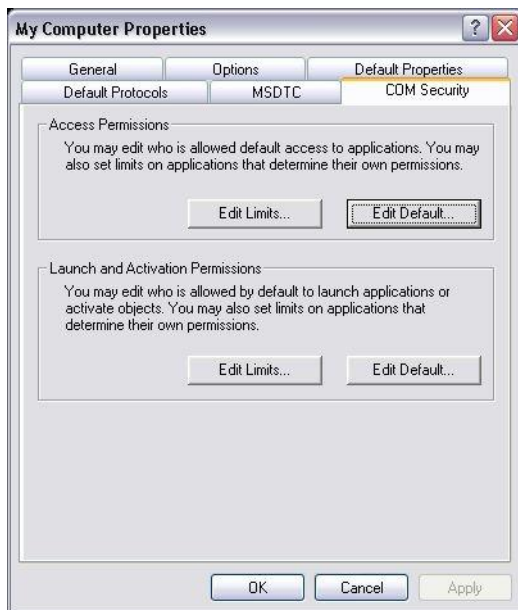 My Computer Properties
General Options Default Properties
Default Protocols MSDTC COM Security
Access Permissions
You may edit who is allowed default access to applications. You may
also set limits on applications that determine their own permissions.
Edit Limits... Edit Default...
Launch and Activation Permissions
You may edit who is allowed by default to launch applications or
activate objects. You may also set limits on applications that
determine their own permissions.
Edit Limits... Edit Default...
OK Cancel Apply